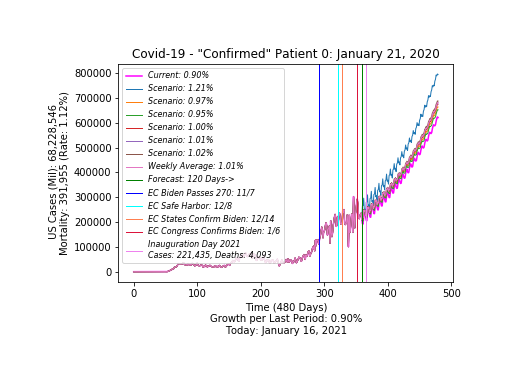 Covid-19 - "Confirmed" Patient 0: January 21, 2020
US Cases (Mil): 68,228,546
Mortality: 391,955 (Rate: 1.12%)
800000
700000
600000
500000
400000
300000
200000
100000
0
Current: 0.90%
Scenario: 1.21%
Scenario: 0.97%
Scenario: 0.95%
Scenario: 1.00%
Scenario: 1.01%
Scenario: 1.02%
Weekly Average: 1.01%
Forecast: 120 Days->
EC Biden Passes 270: 11/7
EC Safe Harbor: 12/8
EC States Confirm Biden: 12/14
EC Congress Confirms Biden: 1/6
Inauguration Day 2021
Cases: 221,435, Deaths: 4,093
0 100 200 300 400 500
Time (480 Days)
Growth per Last Period: 0.90%
Today: January 16, 2021